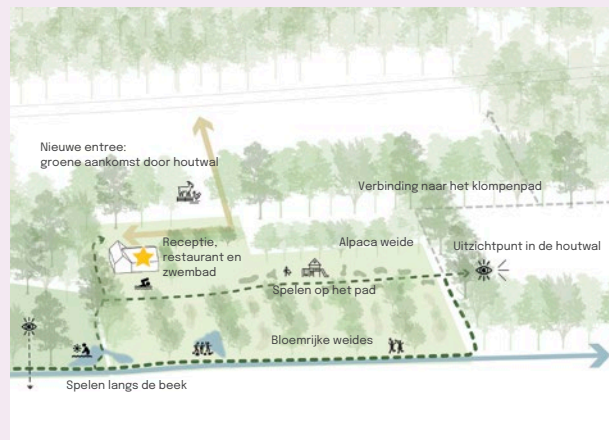 Nieuwe entree:
groene aankomst door houtwal
Verbinding naar het klompenpad
Receptie,
restaurant en
zwembad
Alpaca weide
Uitzichtpunt in de houtwal
Spelen op het pad
Bloemrijke weides
Spelen langs de beek